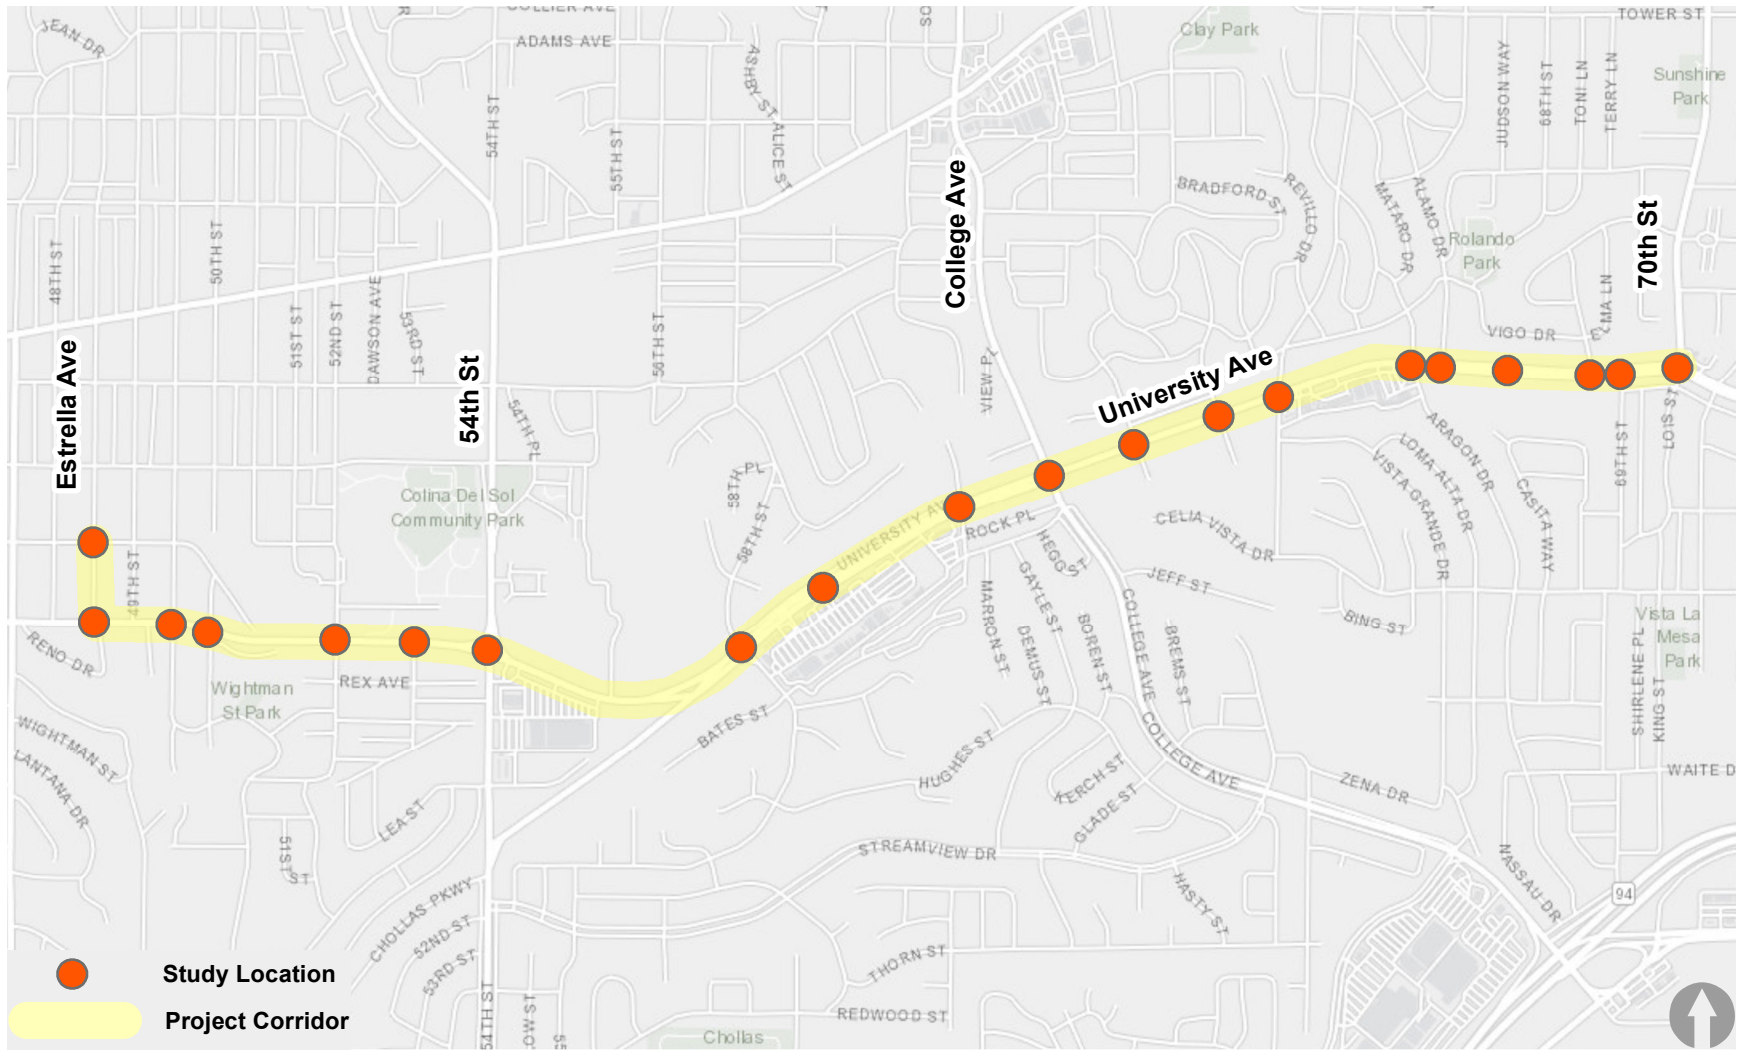 COLLIER AVE
TOWER ST
JEAN DR
ADAMS AVE
Clay Park
ASHBY ST
ALICE ST
54TH ST
55TH ST
JUDSON WAY
68TH ST
TONI LN
TERRY LN
Sunshine
Park
College Ave
BRADFORD ST
REVILLO DR
MATARO DR
ALAMO DR
Rolando
Park
70th St
48TH ST
50TH ST
51ST ST
52ND ST
DAWSON AVE
53RD ST
56TH ST
VIEW PL
VIGO DR
Estrella Ave
54th St
University Ave
54TH PL
58TH PL
58TH ST
Colina Del Sol
Community Park
UNIVERSITY AV
ROCK PL
HEGG ST
CELIA VISTA DR
ARAGON DR
LOMA ALTA DR
VISTA GRANDE DR
CASITA WAY
69TH ST
LOIS ST
49TH ST
RENO DR
REX AVE
Wightman
St Park
WIGHTMAN ST
LANTANA DR
BATES ST
MARRON ST
GAYLE ST
DEMUS ST
BOREN ST
COLLEGE AVE
BREMS ST
JEFF ST
BING ST
Vista La
Mesa
Park
SHIRLENE PL
KING ST
HUGHES ST
KERCH ST
GLADE ST
COLLEGE AVE
ZENA DR
WAITE D
LEA ST
51ST
ST
STREAMVIEW DR
HASTY ST
NASSAU DR
94
CHOLLAS PKWY
52ND ST
53RD ST
THORN ST
REDWOOD ST
54TH ST
OW ST
55
Chollas
Study Location
Project Corridor